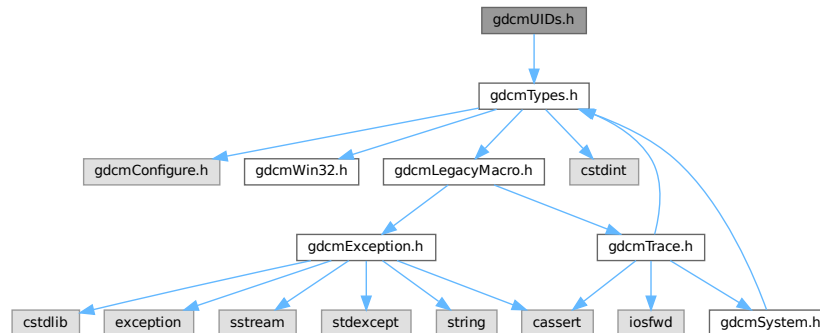 gdcmUIDs.h
gdcmTypes.h
gdcmConfigure.h
gdcmWin32.h
gdcmLegacyMacro.h
cstdint
gdcmException.h
gdcmTrace.h
cstdlib
exception
sstream
stdexcept
string
cassert
iosfwd
gdcmSystem.h